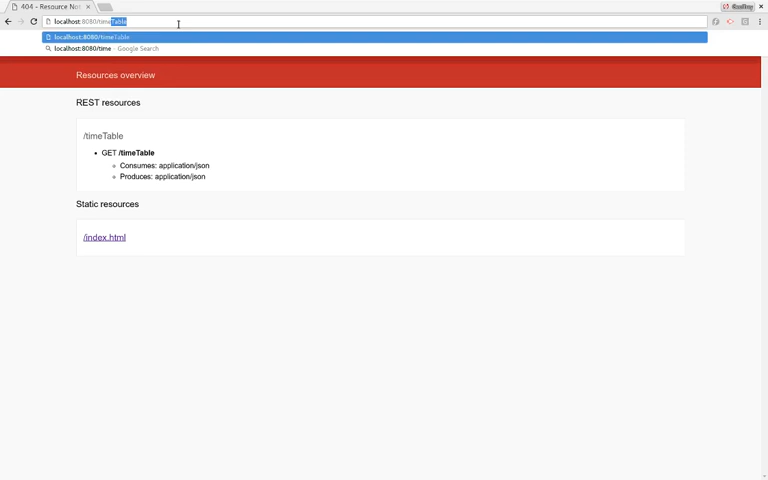 404 - Resource Not
localhost:8080/timeTable
localhost:8080/timeTable
localhost:8080/time - Google Search
Resources overview
REST resources
/timeTable
GET /timeTable
Consumes: application/json
Produces: application/json
Static resources
/index.html